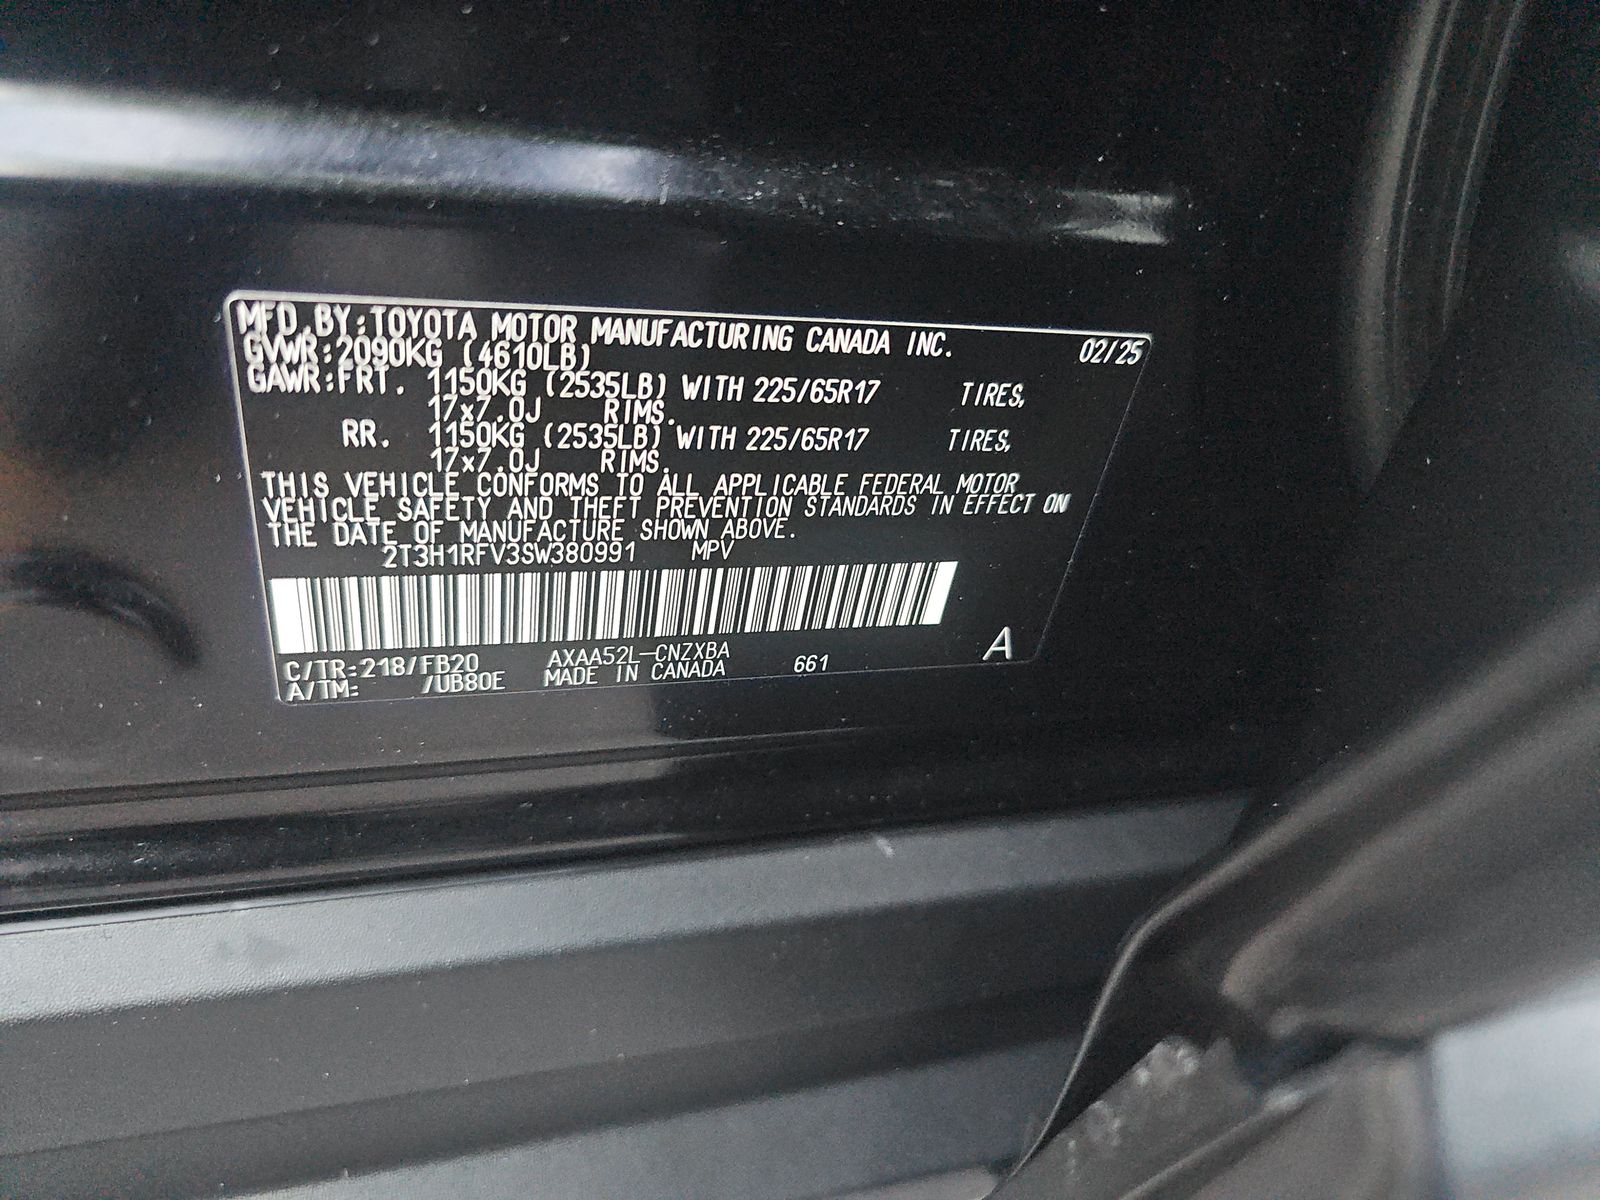 MFD.BY:TOYOTA MOTOR MANUFACTURING CANADA INC. 02/25
GVWR:2090KG (4610LB)
GAWR:FRT. 1150KG (2535LB) WITH 225/65R17 TIRES,
17x7.0J RIMS.
RR. 1150KG (2535LB) WITH 225/65R17 TIRES,
17x7.0J RIMS.
THIS VEHICLE CONFORMS TO ALL APPLICABLE FEDERAL MOTOR
VEHICLE SAFETY AND THEFT PREVENTION STANDARDS IN EFFECT ON
THE DATE OF MANUFACTURE SHOWN ABOVE.
2T3H1RFV3SW380991 MPV
C/TR:218/FB20 AXAA52L-CNZXBA 661 A
A/TM: /UB80E MADE IN CANADA